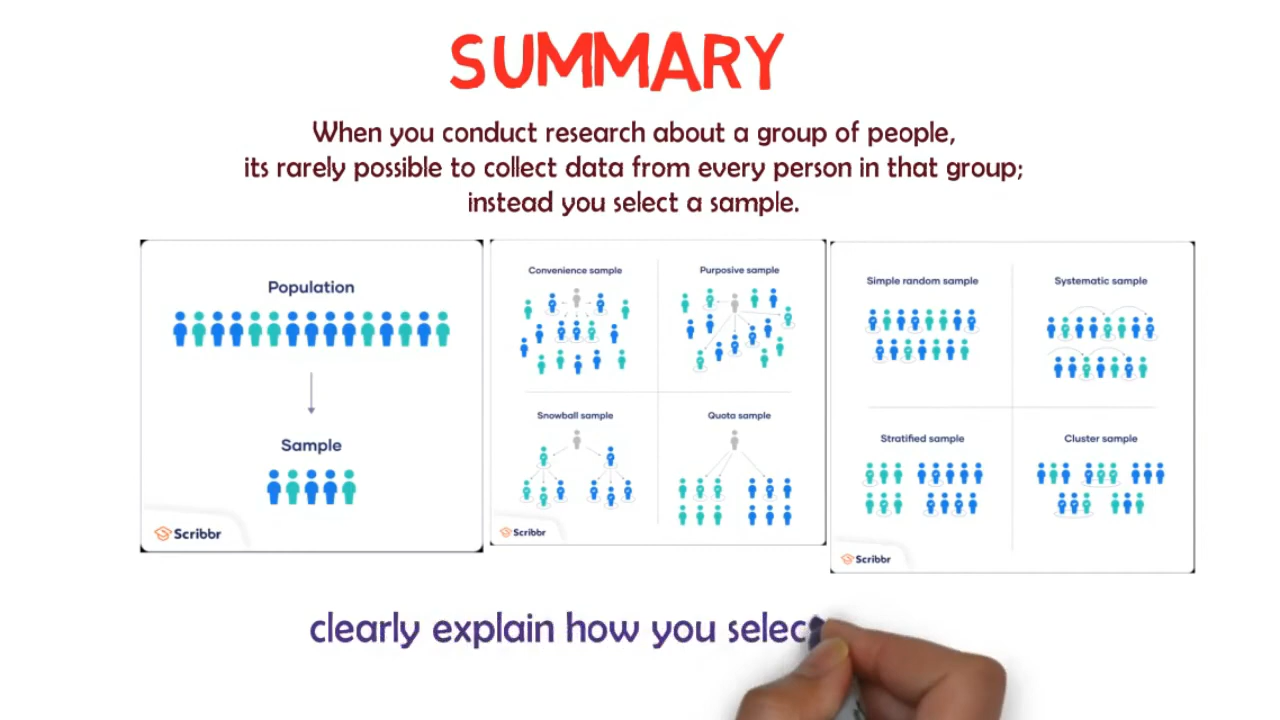 SUMMARY
When you conduct research about a group of people,
its rarely possible to collect data from every person in that group;
instead you select a sample.
Population
Sample
Scribbr
Convenience sample
Purposive sample
Snowball sample
Quota sample
Scribbr
Simple random sample
Systematic sample
Stratified sample
Cluster sample
Scribbr
clearly explain how you selec